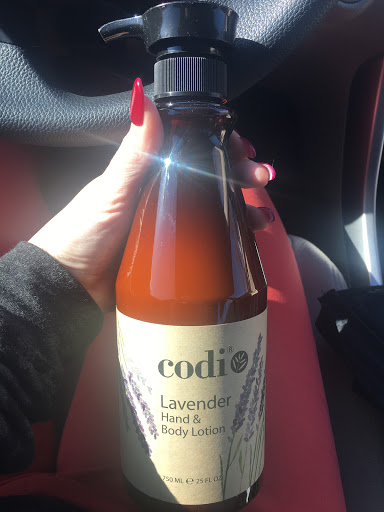 codi®
Lavender
Hand &
Body Lotion
750 ML ℮ 25 FL OZ